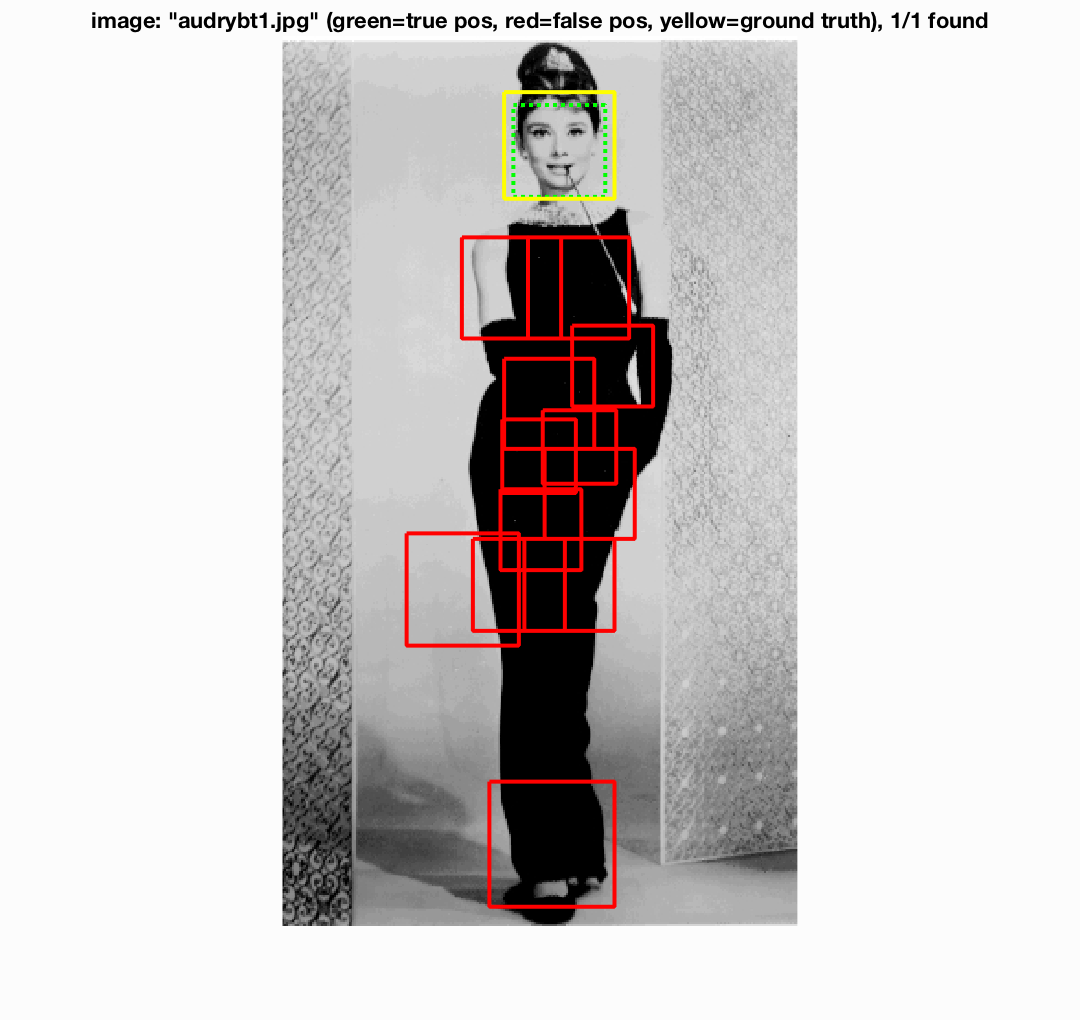 image: "audrybt1.jpg" (green=true pos, red=false pos, yellow=ground truth), 1/1 found